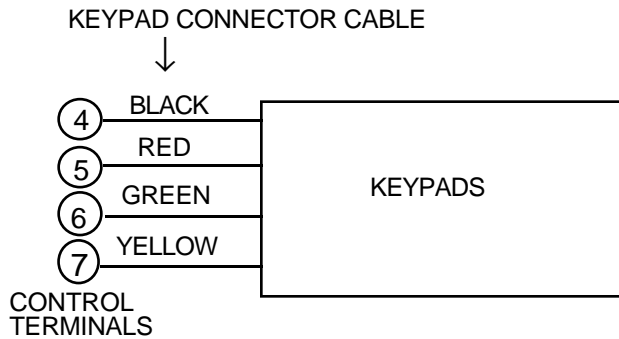 KEYPAD CONNECTOR CABLE
4 BLACK
5 RED
KEYPADS
6 GREEN
7 YELLOW
CONTROL
TERMINALS